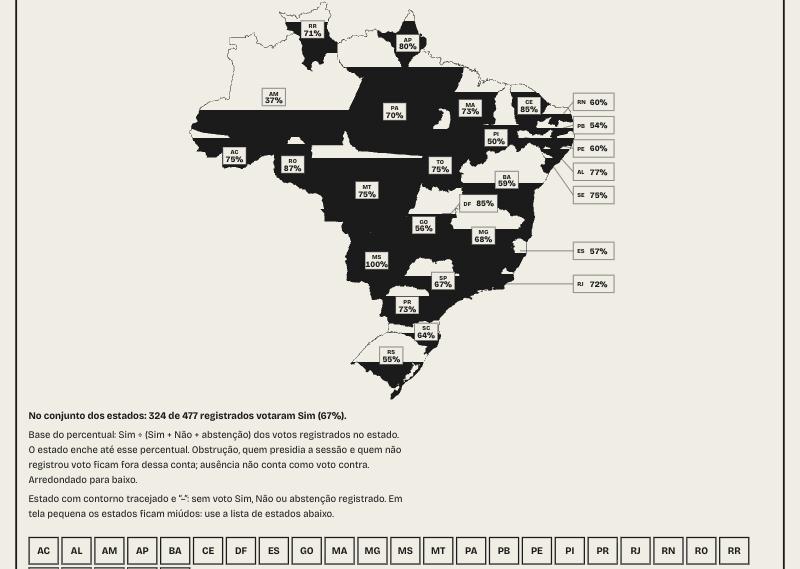 RR
71%
AP
80%
AM
37%
PA
70%
MA
73%
CE
85%
RN 60%
PB 54%
PI
50%
PE 60%
AC
75%
RO
87%
TO
75%
AL 77%
BA
59%
MT
75%
SE 75%
DF 85%
GO
56%
MG
68%
ES 57%
MS
100%
SP
67%
RJ 72%
PR
73%
SC
64%
RS
55%
No conjunto dos estados: 324 de 477 registrados votaram Sim (67%).
Base do percentual: Sim ÷ (Sim + Não + abstenção) dos votos registrados no estado.
O estado enche até esse percentual. Obstrução, quem presidia a sessão e quem não
registrou voto ficam fora dessa conta; ausência não conta como voto contra.
Arredondado para baixo.
Estado com contorno tracejado e "–": sem voto Sim, Não ou abstenção registrado. Em
tela pequena os estados ficam miúdos: use a lista de estados abaixo.
AC AL AM AP BA CE DF ES GO MA MG MS MT PA PB PE PI PR RJ RN RO RR